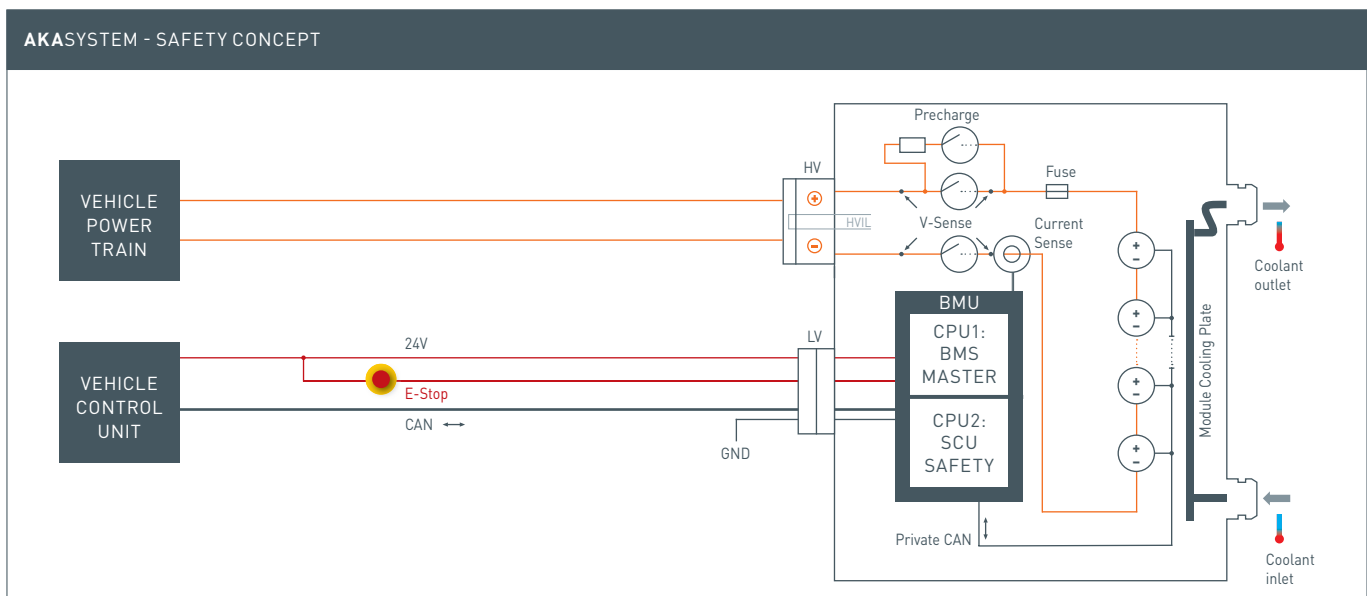 AKASYSTEM - SAFETY CONCEPT
VEHICLE
POWER
TRAIN
HV
+
HVIL
-
Precharge
V-Sense
Fuse
Current
Sense
+
-
+
-
+
-
+
-
Module Cooling Plate
Coolant
outlet
VEHICLE
CONTROL
UNIT
24V
E-Stop
CAN
GND
LV
BMU
CPU1:
BMS
MASTER
CPU2:
SCU
SAFETY
Private CAN
Coolant
inlet